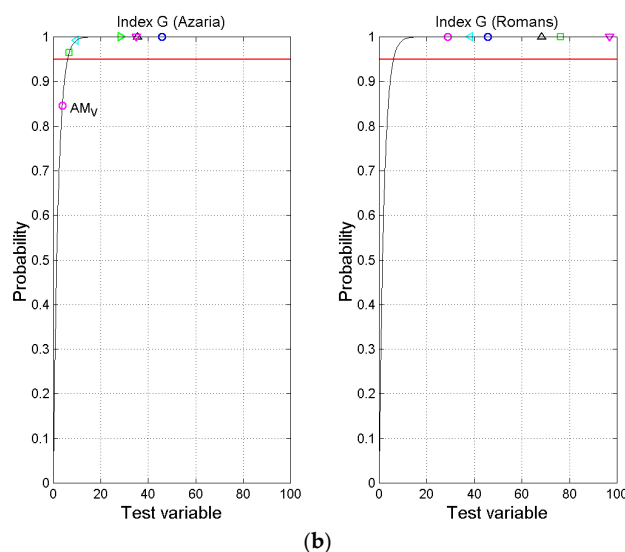 Index G (Azaria)
1
0.9
0.8
0.7
0.6
0.5
0.4
0.3
0.2
0.1
0
Probability
AMV
0 20 40 60 80 100
Test variable
Index G (Romans)
1
0.9
0.8
0.7
0.6
0.5
0.4
0.3
0.2
0.1
0
Probability
0 20 40 60 80 100
Test variable
(b)